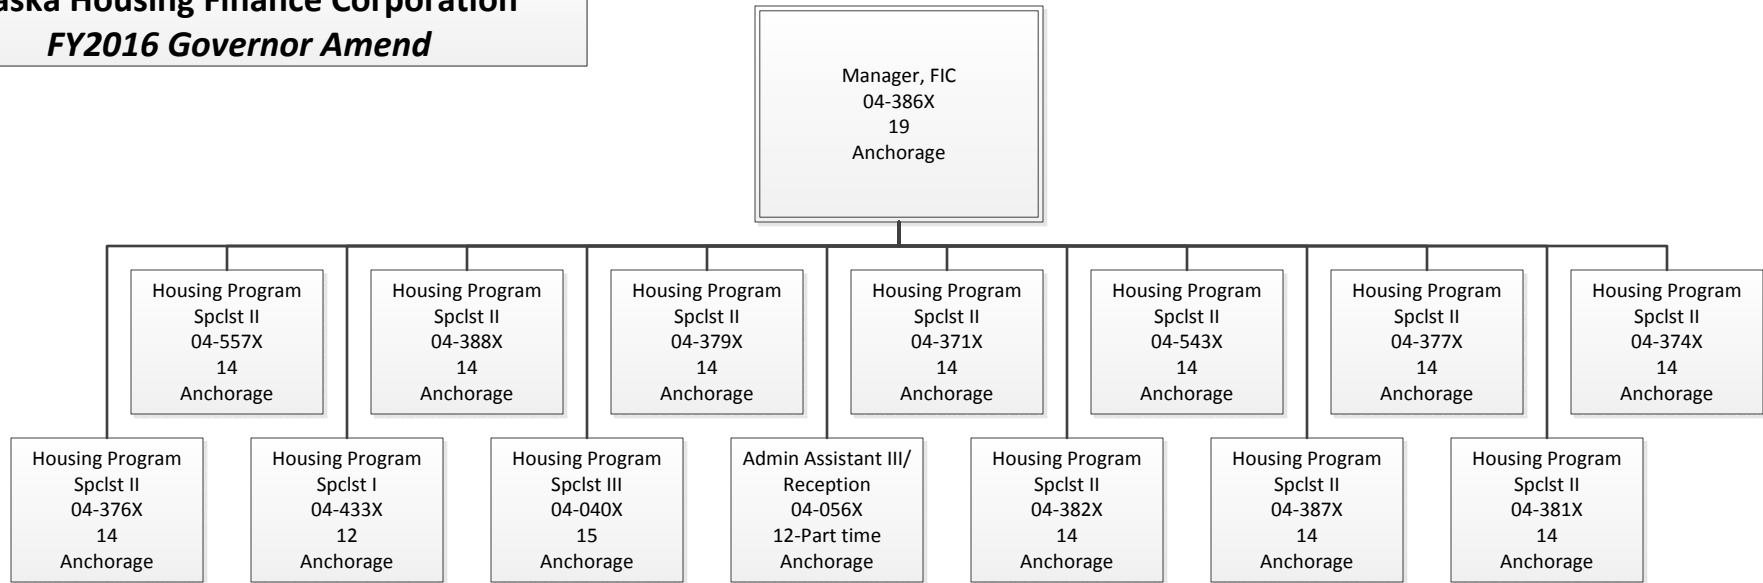 aska Housing Finance Corporation
FY2016 Governor Amend
Manager, FIC
04-386X
19
Anchorage
Housing Program
Spclst II
04-557X
14
Anchorage
Housing Program
Spclst II
04-388X
14
Anchorage
Housing Program
Spclst II
04-379X
14
Anchorage
Housing Program
Spclst II
04-371X
14
Anchorage
Housing Program
Spclst II
04-543X
14
Anchorage
Housing Program
Spclst II
04-377X
14
Anchorage
Housing Program
Spclst II
04-374X
14
Anchorage
Housing Program
Spclst II
04-376X
14
Anchorage
Housing Program
Spclst I
04-433X
12
Anchorage
Housing Program
Spclst III
04-040X
15
Anchorage
Admin Assistant III/
Reception
04-056X
12-Part time
Anchorage
Housing Program
Spclst II
04-382X
14
Anchorage
Housing Program
Spclst II
04-387X
14
Anchorage
Housing Program
Spclst II
04-381X
14
Anchorage